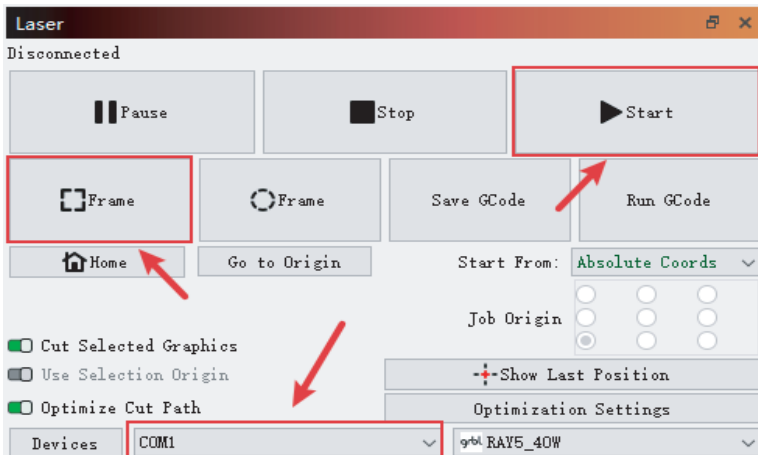 Laser
Disconnected
Pause Stop Start
Frame Frame Save GCode Run GCode
Home Go to Origin Start From: Absolute Coords
Job Origin
Cut Selected Graphics
Use Selection Origin Show Last Position
Optimize Cut Path Optimization Settings
Devices COM1 grbl RAY5_40W